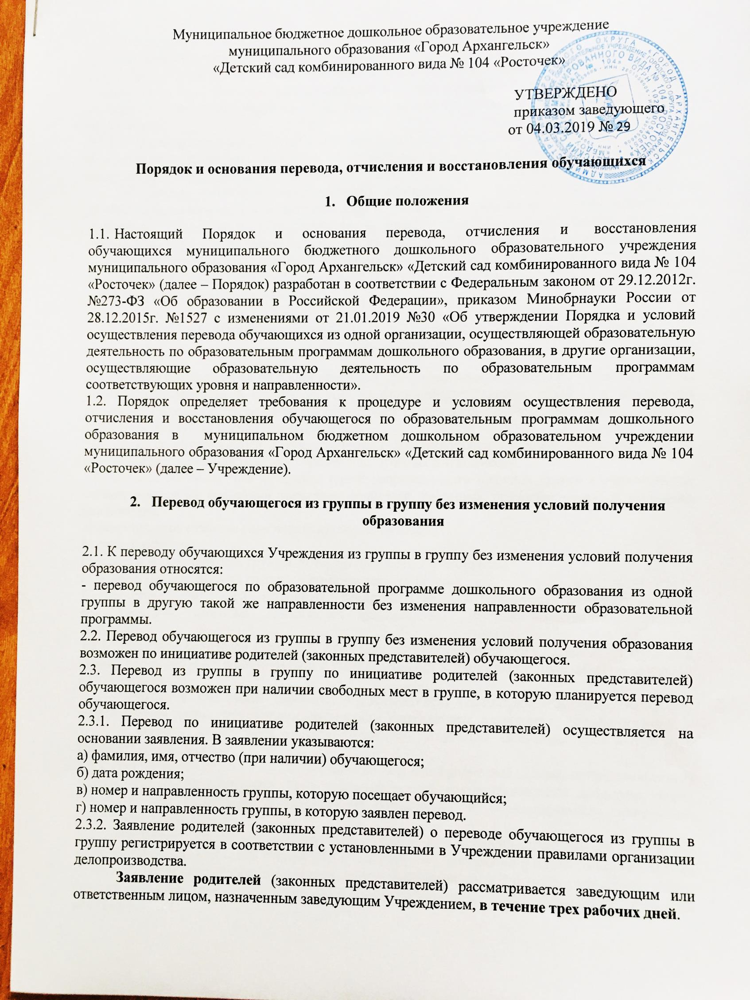 Муниципальное бюджетное дошкольное образовательное учреждение
муниципального образования «Город Архангельск»
«Детский сад комбинированного вида № 104 «Росточек»
УТВЕРЖДЕНО
приказом заведующего
от 04.03.2019 № 29
Порядок и основания перевода, отчисления и восстановления обучающихся
1. Общие положения
1.1. Настоящий Порядок и основания перевода, отчисления и восстановления
обучающихся муниципального бюджетного дошкольного образовательного учреждения
муниципального образования «Город Архангельск» «Детский сад комбинированного вида № 104
«Росточек» (далее – Порядок) разработан в соответствии с Федеральным законом от 29.12.2012г.
№273-ФЗ «Об образовании в Российской Федерации», приказом Минобрнауки России от
28.12.2015г. №1527 с изменениями от 21.01.2019 №30 «Об утверждении Порядка и условий
осуществления перевода обучающихся из одной организации, осуществляющей образовательную
деятельность по образовательным программам дошкольного образования, в другие организации,
осуществляющие образовательную деятельность по образовательным программам
соответствующих уровня и направленности».
1.2. Порядок определяет требования к процедуре и условиям осуществления перевода,
отчисления и восстановления обучающегося по образовательным программам дошкольного
образования в муниципальном бюджетном дошкольном образовательном учреждении
муниципального образования «Город Архангельск» «Детский сад комбинированного вида № 104
«Росточек» (далее – Учреждение).
2. Перевод обучающегося из группы в группу без изменения условий получения
образования
2.1. К переводу обучающихся Учреждения из группы в группу без изменения условий получения
образования относятся:
- перевод обучающегося по образовательной программе дошкольного образования из одной
группы в другую такой же направленности без изменения направленности образовательной
программы.
2.2. Перевод обучающегося из группы в группу без изменения условий получения образования
возможен по инициативе родителей (законных представителей) обучающегося.
2.3. Перевод из группы в группу по инициативе родителей (законных представителей)
обучающегося возможен при наличии свободных мест в группе, в которую планируется перевод
обучающегося.
2.3.1. Перевод по инициативе родителей (законных представителей) осуществляется на
основании заявления. В заявлении указываются:
а) фамилия, имя, отчество (при наличии) обучающегося;
б) дата рождения;
в) номер и направленность группы, которую посещает обучающийся;
г) номер и направленность группы, в которую заявлен перевод.
2.3.2. Заявление родителей (законных представителей) о переводе обучающегося из группы в
группу регистрируется в соответствии с установленными в Учреждении правилами организации
делопроизводства.
Заявление родителей (законных представителей) рассматривается заведующим или
ответственным лицом, назначенным заведующим Учреждением, в течение трех рабочих дней.